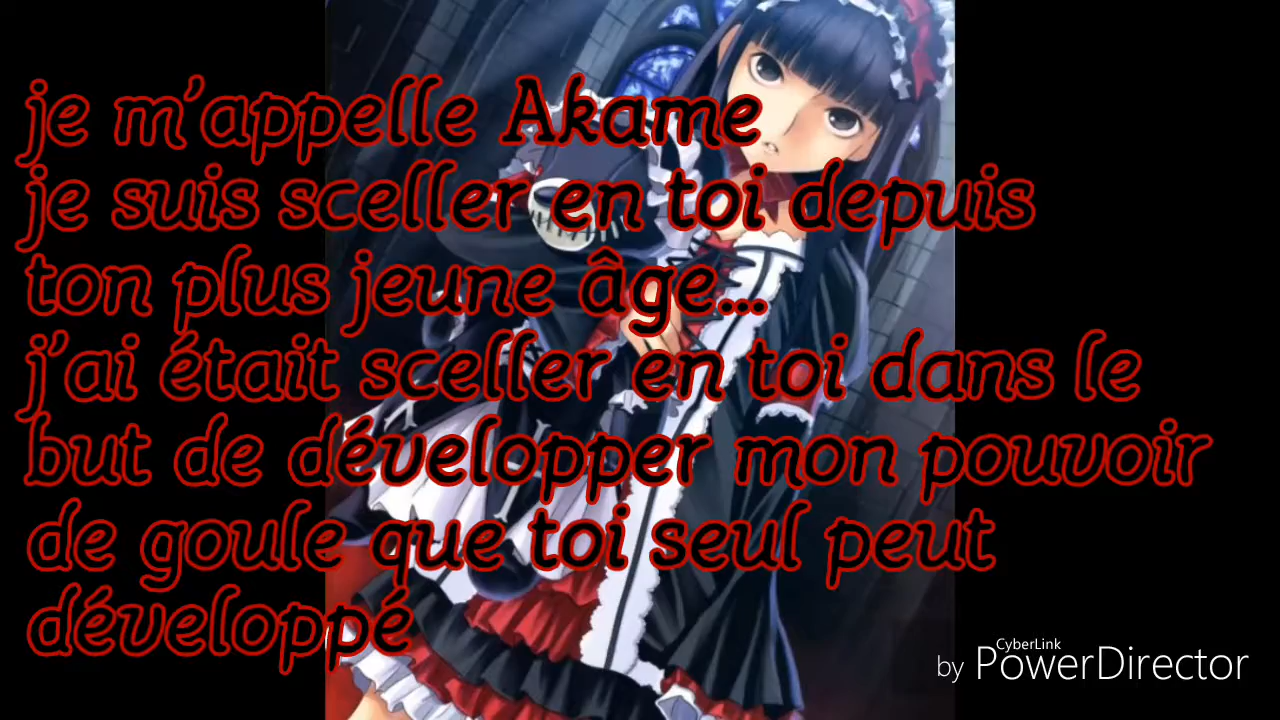 je m'appelle Akame
je suis sceller en toi depuis
ton plus jeune âge...
j'ai était sceller en toi dans le
but de développer mon pouvoir
de goule que toi seul peut
développé
CyberLink
by PowerDirector